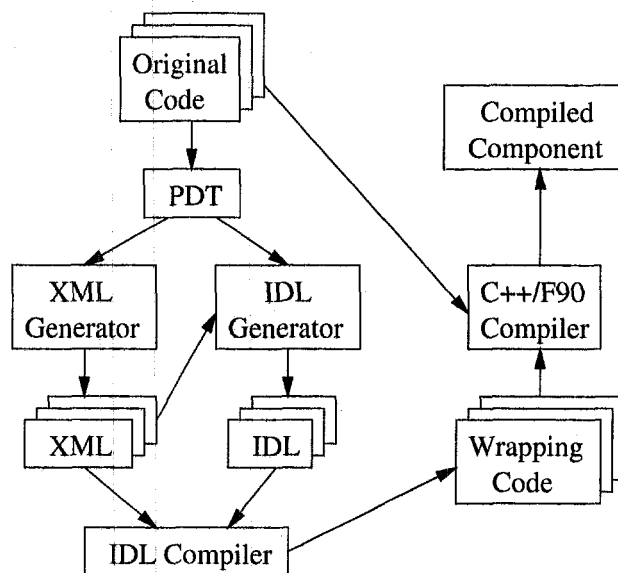 Original
Code
Compiled
Component
PDT
XML
Generator
IDL
Generator
C++/F90
Compiler
XML
IDL
Wrapping
Code
IDL Compiler